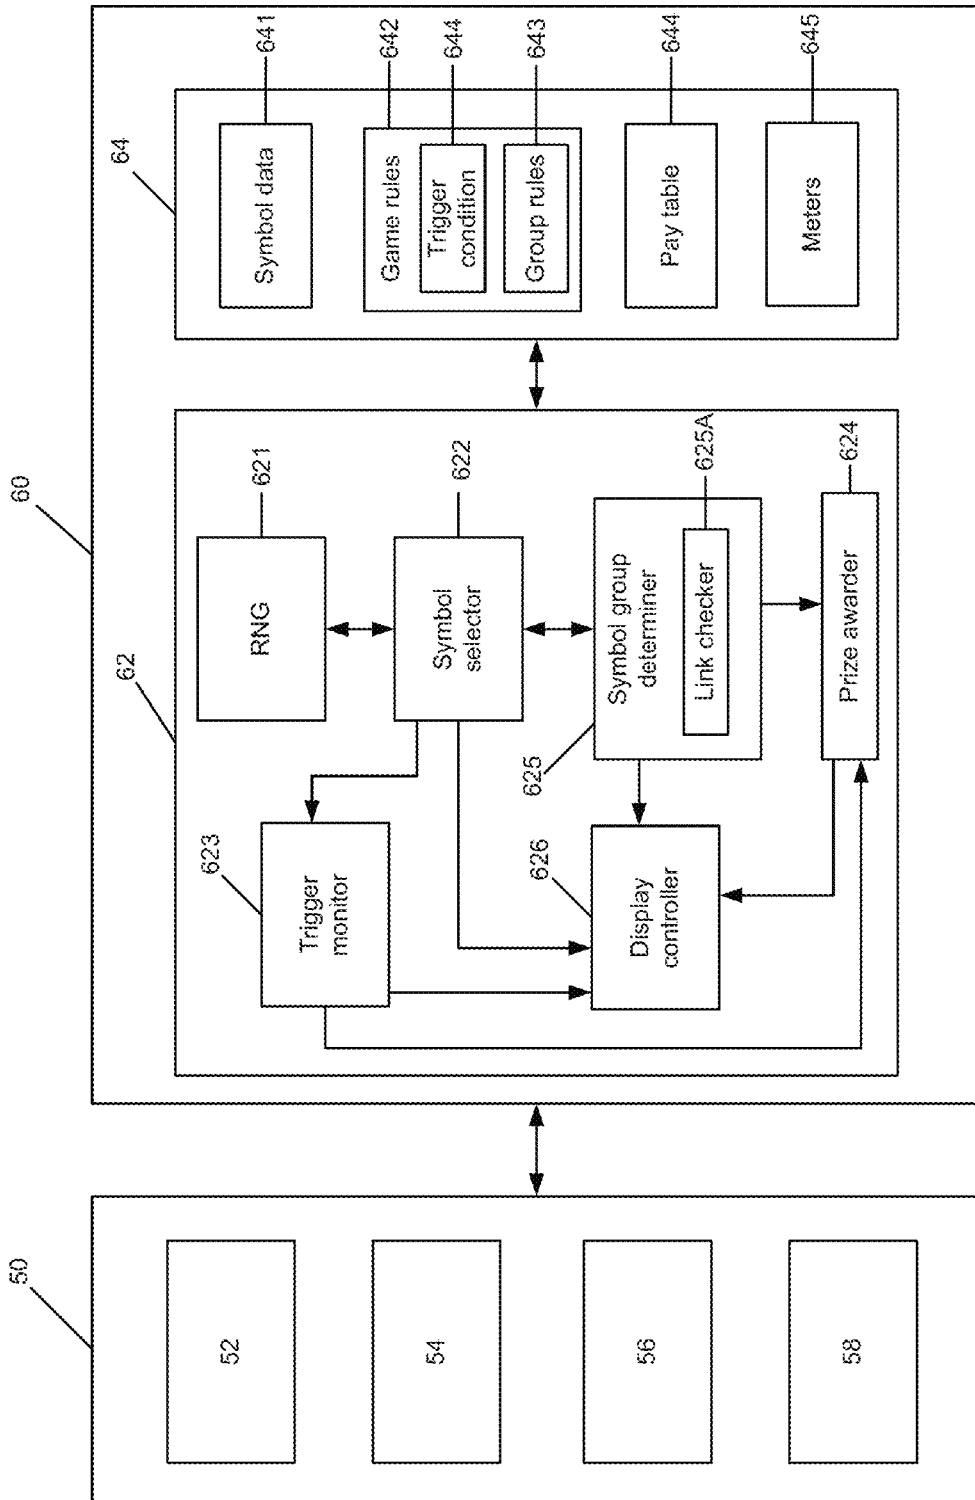 60
64
641
Symbol data
642
Game rules
644
Trigger
condition
643
Group rules
644
Pay table
645
Meters
62
RNG
621
Symbol
selector
622
Symbol group
determiner
625
Link checker
625A
Prize awarder
624
Trigger
monitor
623
Display
controller
626
50
52
54
56
58